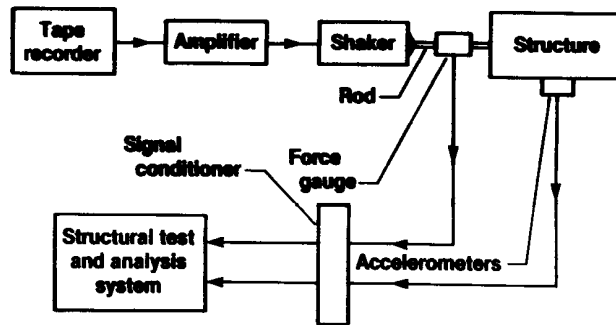 Tape
recorder
Amplifier
Shaker
Structure
Rod
Signal
conditioner
Force
gauge
Structural test
and analysis
system
Accelerometers